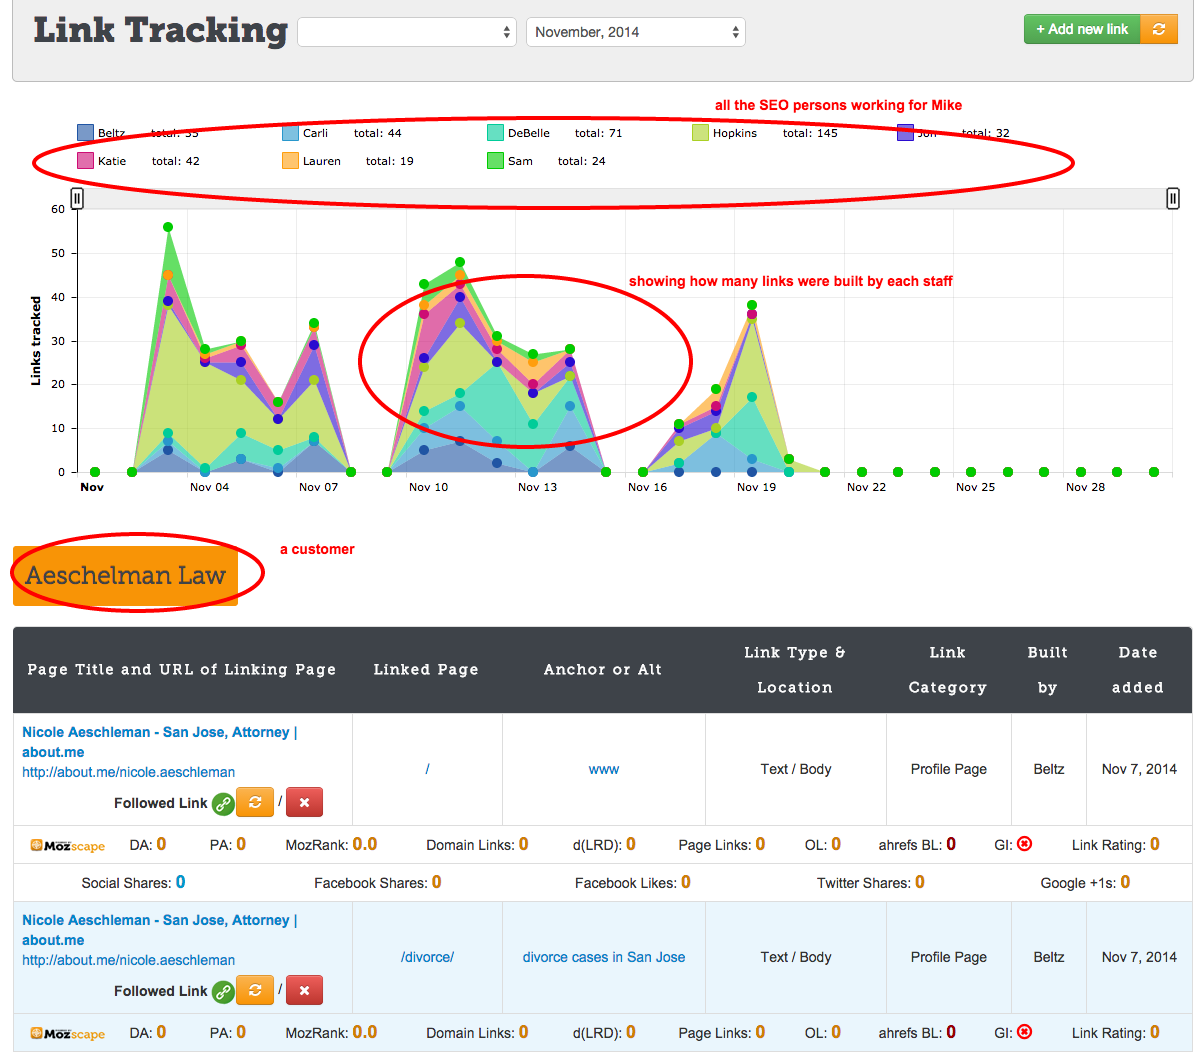 Link Tracking
November, 2014
+ Add new link
all the SEO persons working for Mike
Beltz total: 35 Carli total: 44 DeBelle total: 71 Hopkins total: 145 Jon total: 32
Katie total: 42 Lauren total: 19 Sam total: 24
60
50
40
30
20
10
0
Links tracked
showing how many links were built by each staff
Nov Nov 04 Nov 07 Nov 10 Nov 13 Nov 16 Nov 19 Nov 22 Nov 25 Nov 28
a customer
Aeschelman Law
Page Title and URL of Linking Page Linked Page Anchor or Alt Link Type & Location Link Category Built by Date added
Nicole Aeschleman - San Jose, Attorney |
about.me
http://about.me/nicole.aeschleman
/ www Text / Body Profile Page Beltz Nov 7, 2014
Followed Link /
Mozscape DA: 0 PA: 0 MozRank: 0.0 Domain Links: 0 d(LRD): 0 Page Links: 0 OL: 0 ahrefs BL: 0 GI: Link Rating: 0
Social Shares: 0 Facebook Shares: 0 Facebook Likes: 0 Twitter Shares: 0 Google +1s: 0
Nicole Aeschleman - San Jose, Attorney |
about.me
http://about.me/nicole.aeschleman
/divorce/ divorce cases in San Jose Text / Body Profile Page Beltz Nov 7, 2014
Followed Link /
Mozscape DA: 0 PA: 0 MozRank: 0.0 Domain Links: 0 d(LRD): 0 Page Links: 0 OL: 0 ahrefs BL: 0 GI: Link Rating: 0